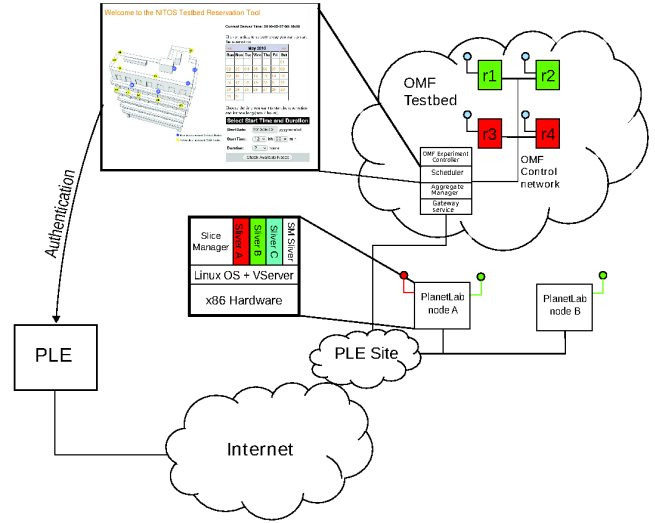 Welcome to the NITOS Testbed Reservation Tool
May 2010
Select Start Time and Duration
Start Date:
Start Time:
Duration:
Check Available Nodes
Authentication
PLE
OMF
Testbed
r1
r2
r3
r4
OMF
Control
network
OMF Experiment
Controller
Scheduler
Aggregate
Manager
Gateway
service
Slice
Manager
Sliver A
Sliver B
Sliver C
SM Sliver
Linux OS + VServer
x86 Hardware
PlanetLab
node A
PlanetLab
node B
PLE Site
Internet